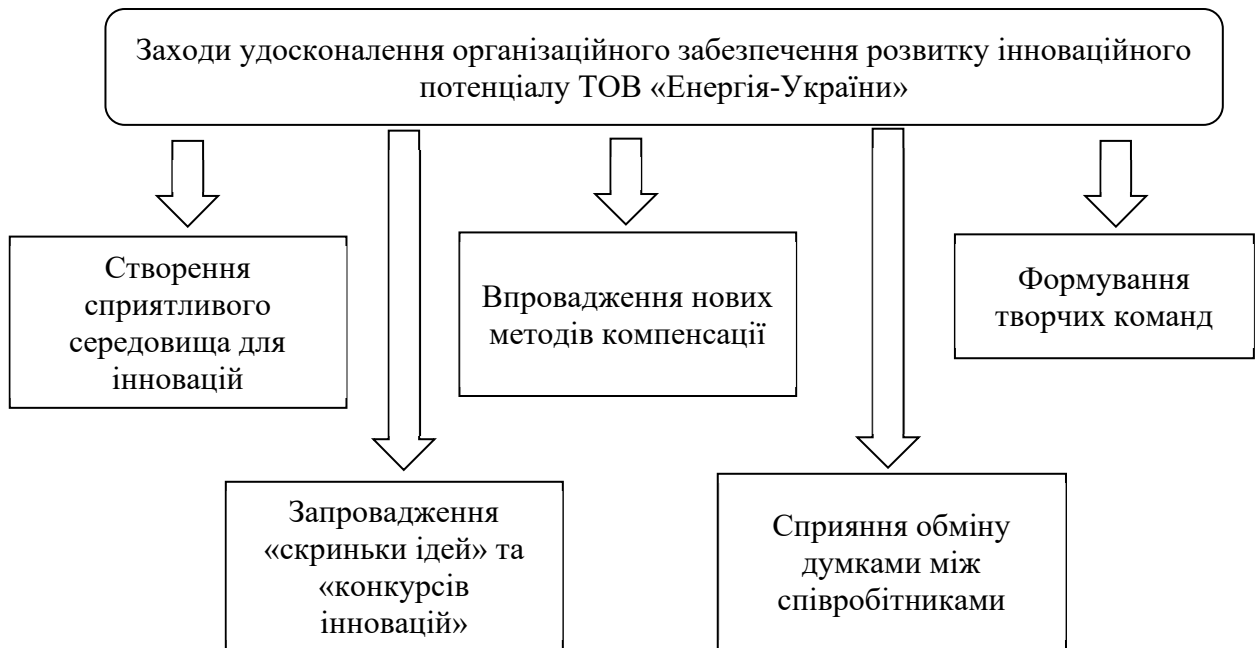 Заходи удосконалення організаційного забезпечення розвитку інноваційного
потенціалу ТОВ «Енергія-України»
Створення
сприятливого
середовища для
інновацій
Впровадження нових
методів компенсації
Формування
творчих команд
Запровадження
«скриньки ідей» та
«конкурсів
інновацій»
Сприяння обміну
думками між
співробітниками